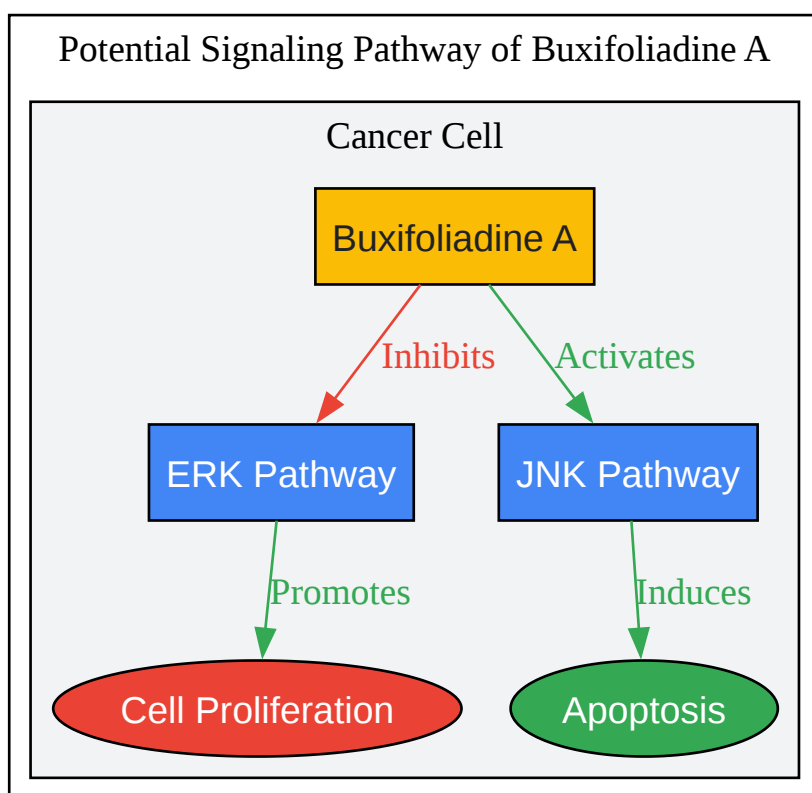 Potential Signaling Pathway of Buxifoliadine A
Cancer Cell
Buxifoliadine A
Inhibits
Activates
ERK Pathway
JNK Pathway
Promotes
Induces
Cell Proliferation
Apoptosis